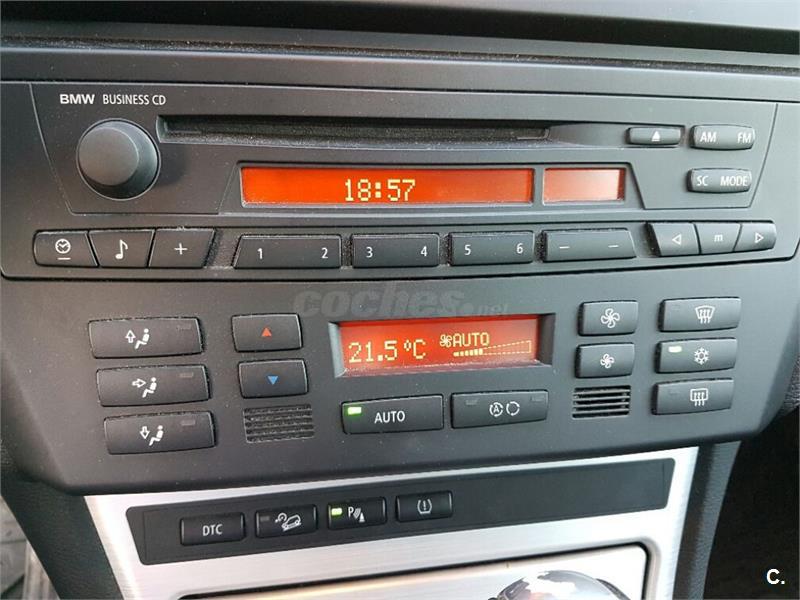 BMW BUSINESS CD
AM FM
18:57
SC MODE
+ 1 2 3 4 5 6 — — m
coches.net
21.5°C AUTO
AUTO
A
DTC
P
C.